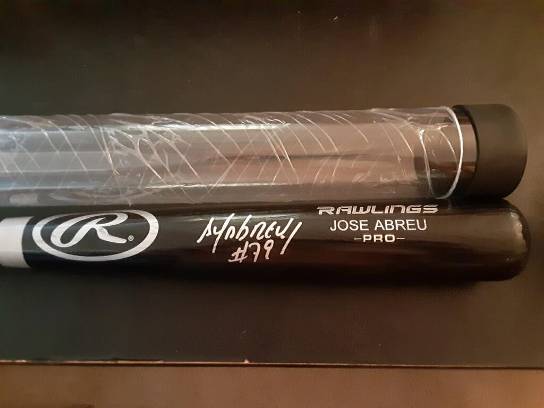 R®
RAWLINGS
JOSE ABREU
-PRO-
Abreu
#79